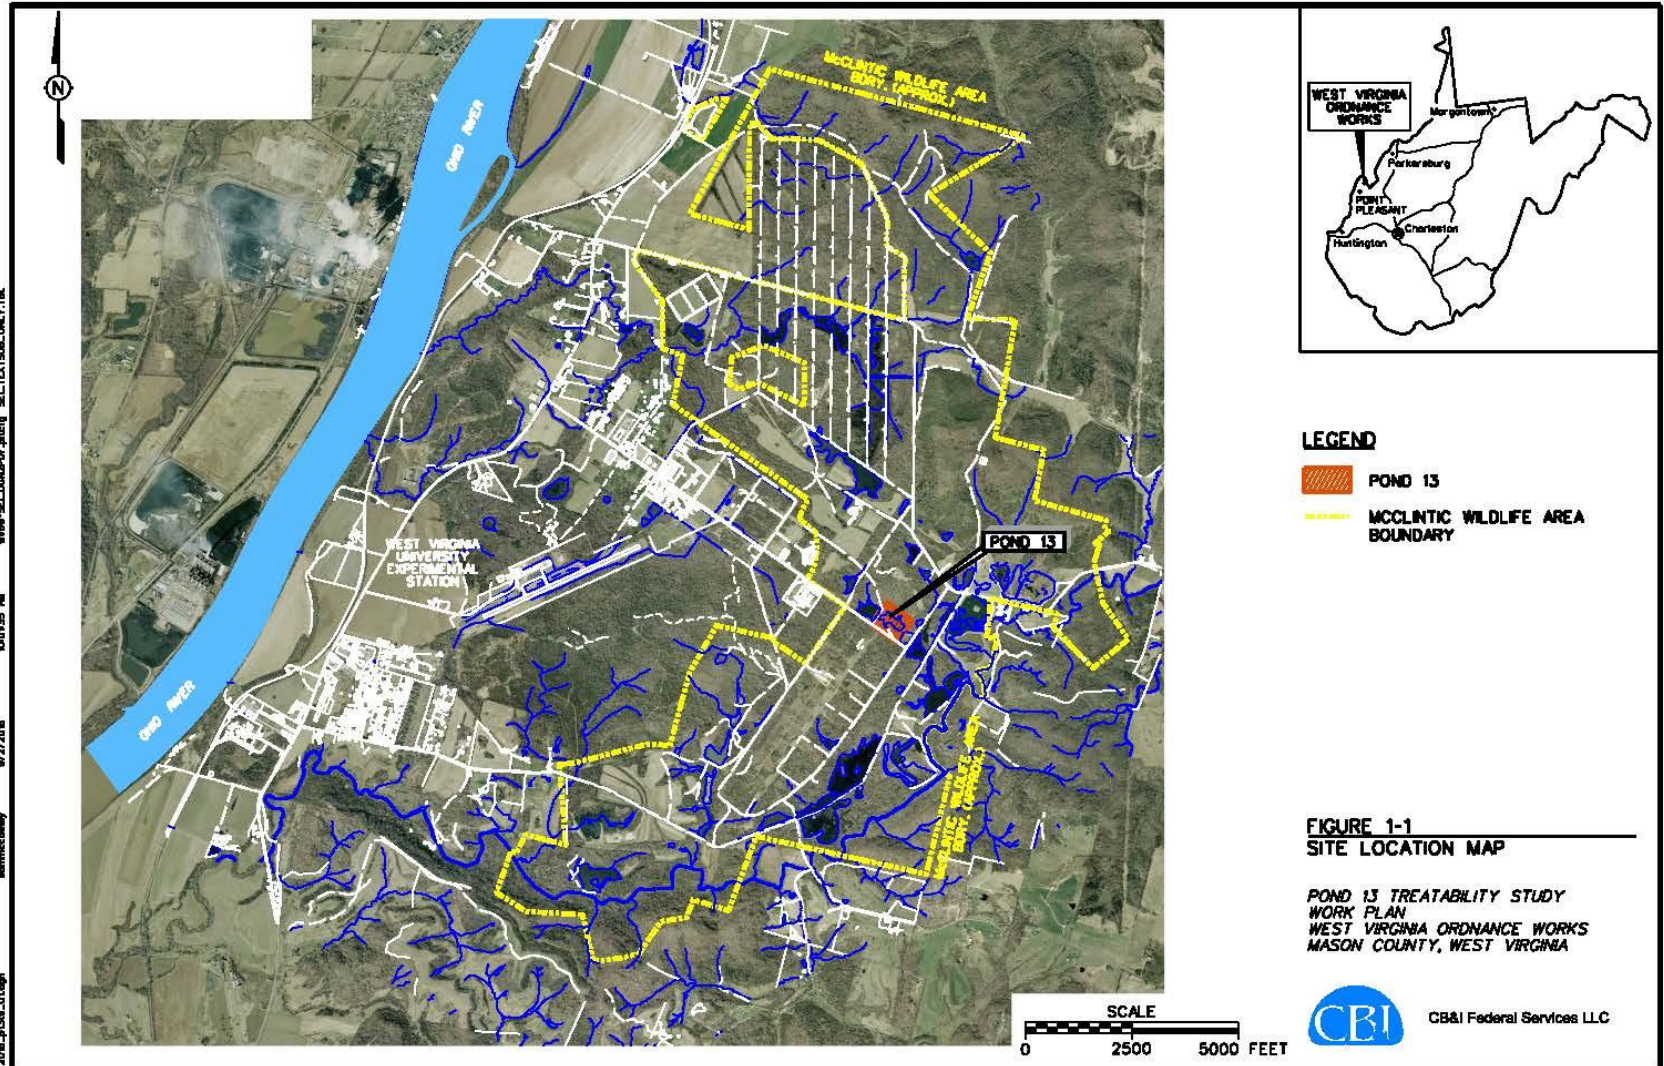 N
OHIO RIVER
McCLINTIC WILDLIFE AREA
BDRY. (APPROX.)
WEST VIRGINIA
ORDNANCE
WORKS
Morgantown
Parkersburg
POINT
PLEASANT
Charleston
Huntington
LEGEND
POND 13
MCCLINTIC WILDLIFE AREA
BOUNDARY
POND 13
WEST VIRGINIA
UNIVERSITY
EXPERIMENTAL
STATION
OHIO RIVER
McCLINTIC WILDLIFE AREA
BDRY. (APPROX.)
FIGURE 1-1
SITE LOCATION MAP
POND 13 TREATABILITY STUDY
WORK PLAN
WEST VIRGINIA ORDNANCE WORKS
MASON COUNTY, WEST VIRGINIA
SCALE
0 2500 5000 FEET
CB&I
CB&I Federal Services LLC